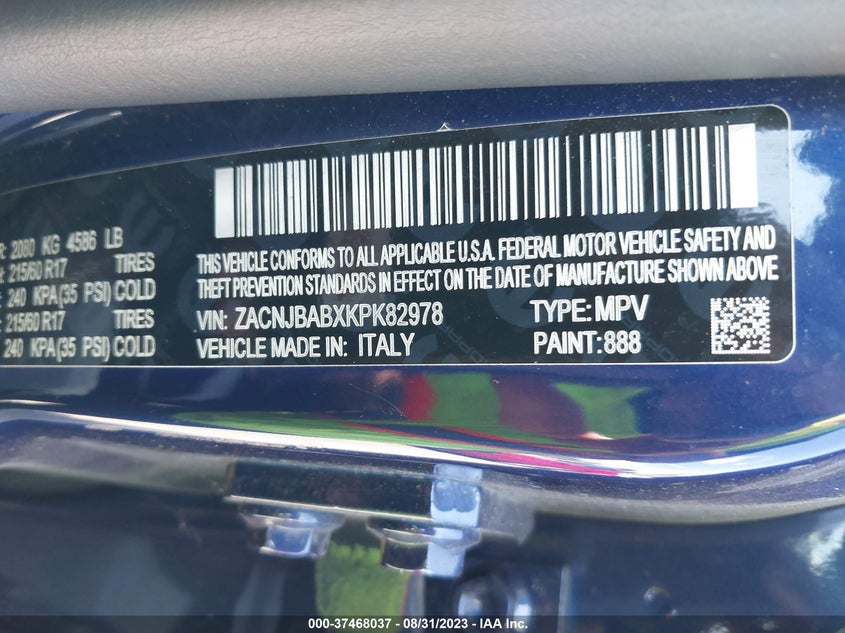 R: 2080 KG 4586 LB
215/60 R17 TIRES
240 KPA(35 PSI) COLD
215/60 R17 TIRES
240 KPA(35 PSI) COLD
THIS VEHICLE CONFORMS TO ALL APPLICABLE U.S.A. FEDERAL MOTOR VEHICLE SAFETY AND
THEFT PREVENTION STANDARDS IN EFFECT ON THE DATE OF MANUFACTURE SHOWN ABOVE
VIN: ZACNJBABXKPK82978 TYPE: MPV
VEHICLE MADE IN: ITALY PAINT:888
000-37468037 - 08/31/2023 - IAA Inc.